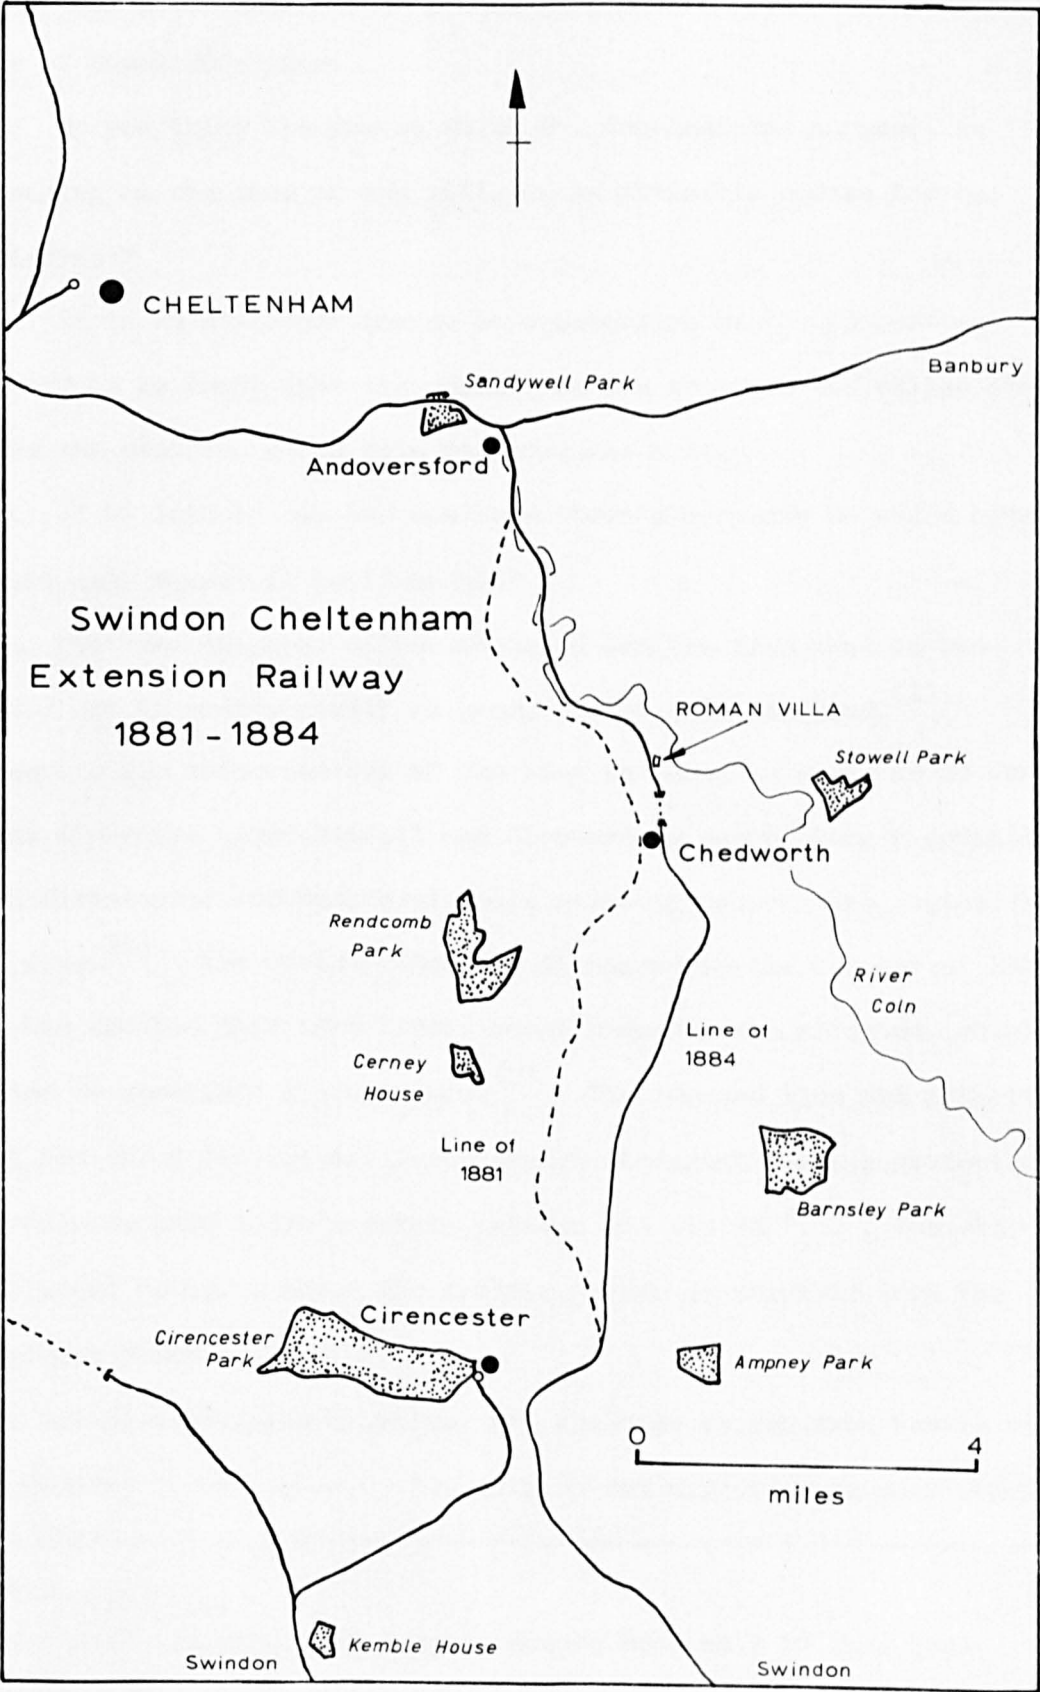 CHELTENHAM
Banbury
Sandywell Park
Andoversford
Swindon Cheltenham
Extension Railway
1881-1884
ROMAN VILLA
Stowell Park
Chedworth
Rendcomb
Park
River
Coln
Line of
1884
Cerney
House
Line of
1881
Barnsley Park
Cirencester
Cirencester
Park
Ampney Park
0
4
miles
Kemble House
Swindon
Swindon